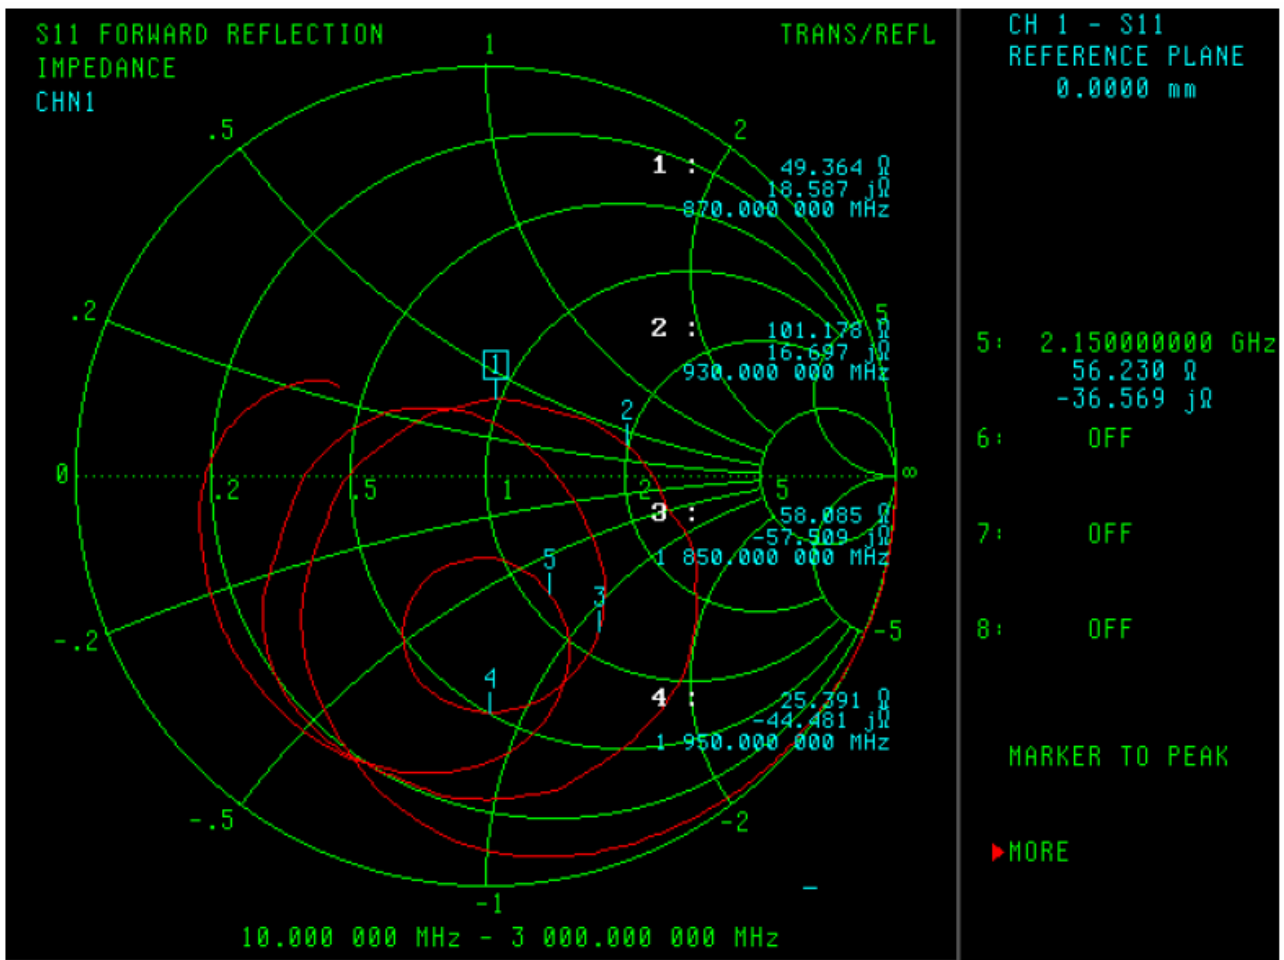 S11 FORWARD REFLECTION
TRANS/REFL
IMPEDANCE
CHN1
1
.5
2
.2
5
0
.2
.5
1
2
5
∞
-.2
-5
-.5
-2
-1
1 :
49.364 Ω
18.587 jΩ
870.000 000 MHz
2 :
101.178 Ω
16.697 jΩ
930.000 000 MHz
3 :
58.085 Ω
-57.509 jΩ
1 850.000 000 MHz
4 :
25.391 Ω
-44.481 jΩ
1 950.000 000 MHz
1
2
5
3
4
10.000 000 MHz - 3 000.000 000 MHz
CH 1 - S11
REFERENCE PLANE
0.0000 mm
5: 2.150000000 GHz
56.230 Ω
-36.569 jΩ
6: OFF
7: OFF
8: OFF
MARKER TO PEAK
MORE